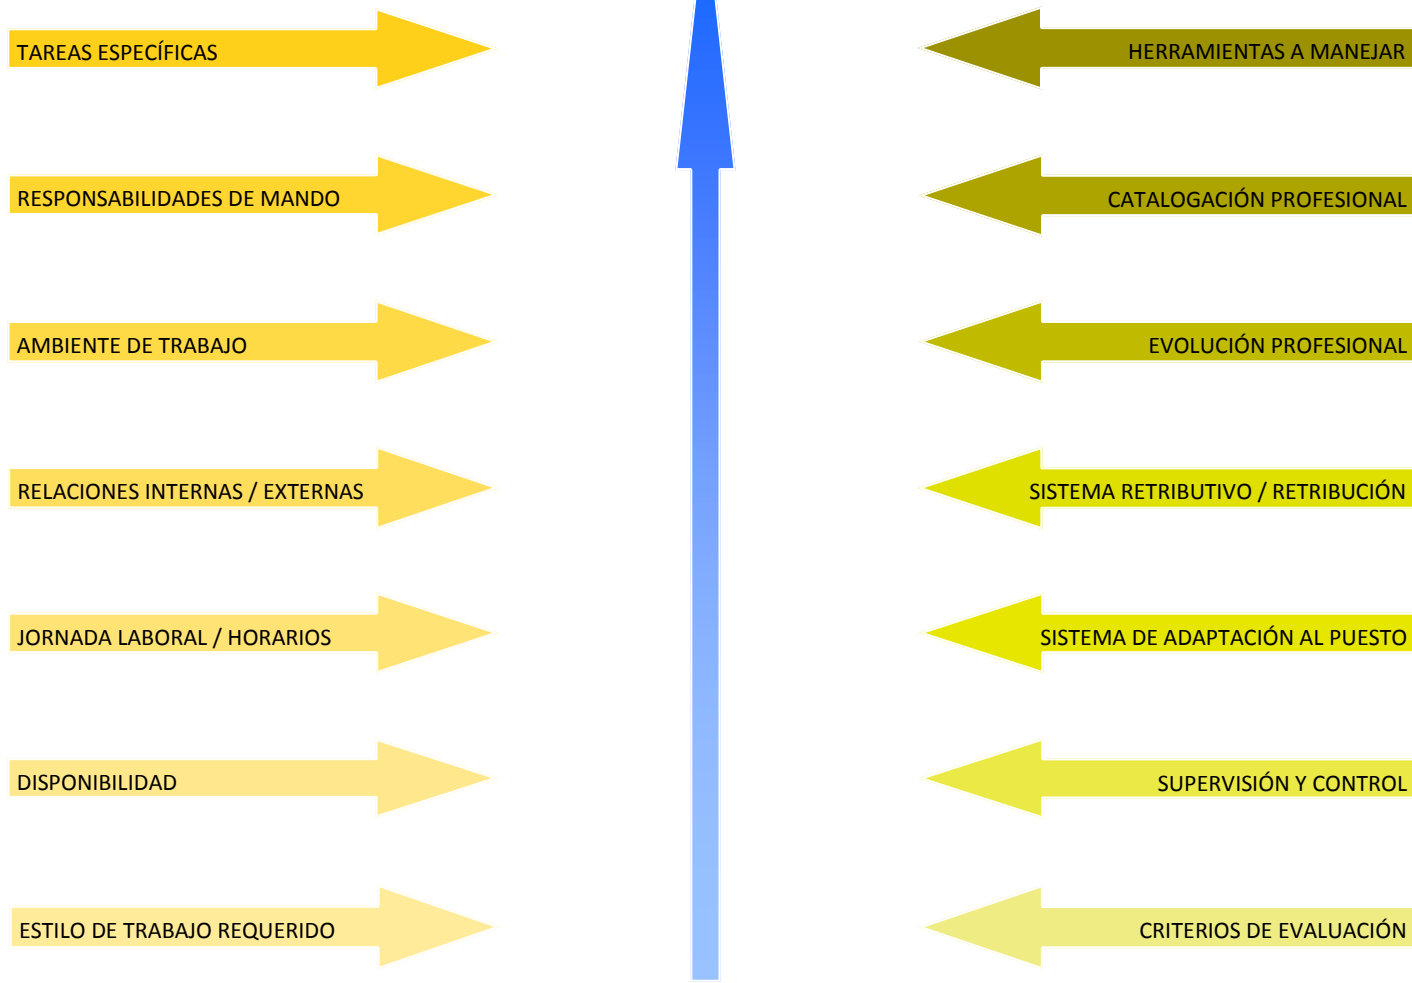 TAREAS ESPECÍFICAS
HERRAMIENTAS A MANEJAR
RESPONSABILIDADES DE MANDO
CATALOGACIÓN PROFESIONAL
AMBIENTE DE TRABAJO
EVOLUCIÓN PROFESIONAL
RELACIONES INTERNAS / EXTERNAS
SISTEMA RETRIBUTIVO / RETRIBUCIÓN
JORNADA LABORAL / HORARIOS
SISTEMA DE ADAPTACIÓN AL PUESTO
DISPONIBILIDAD
SUPERVISIÓN Y CONTROL
ESTILO DE TRABAJO REQUERIDO
CRITERIOS DE EVALUACIÓN